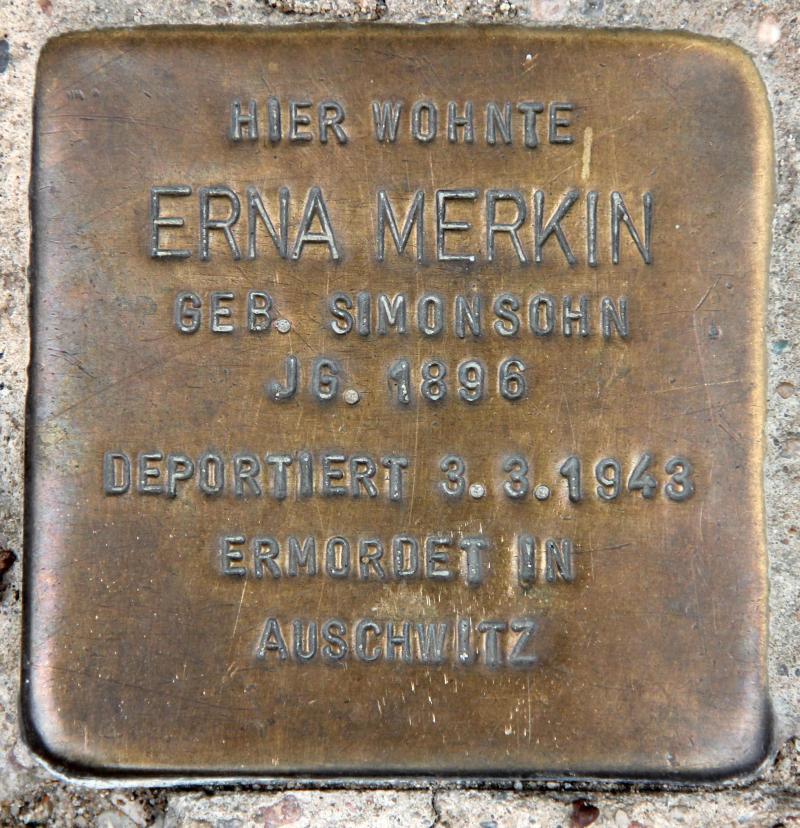 HIER WOHNTE
ERNA MERKIN
GEB. SIMONSOHN
JG. 1896
DEPORTIERT 3.3.1943
ERMORDET IN
AUSCHWITZ